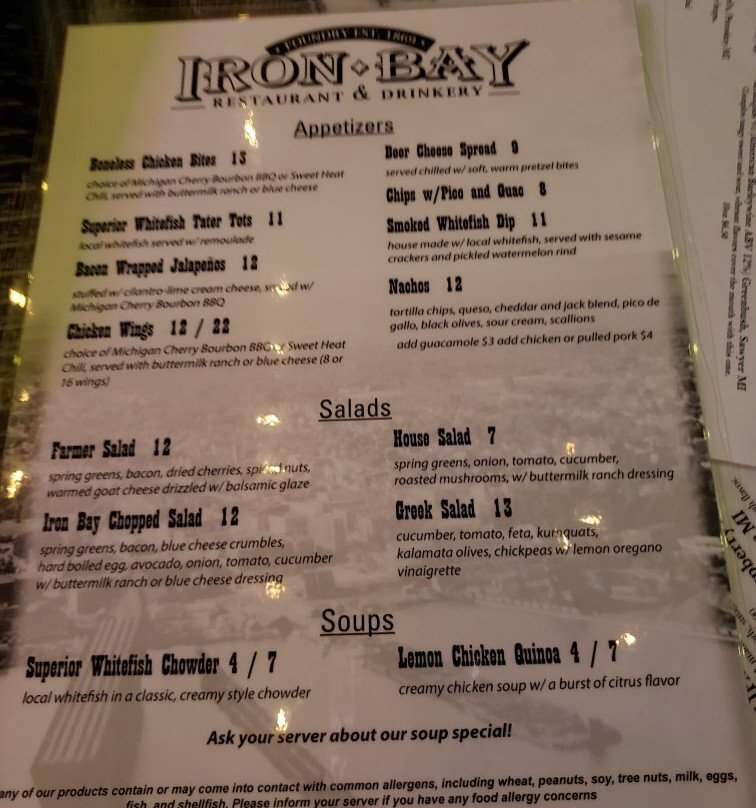 FOUNDRY EST. 1869
IRON BAY
RESTAURANT & DRINKERY
Appetizers
Boneless Chicken Bites 13
choice of Michigan Cherry Bourbon BBQ or Sweet Heat
Chili, served with buttermilk ranch or blue cheese
Superior Whitefish Tater Tots 11
local whitefish served w/ remoulade
Bacon Wrapped Jalapeños 12
stuffed w/ cilantro-lime cream cheese, w/
Michigan Cherry Bourbon BBQ
Chicken Wings 12 / 22
choice of Michigan Cherry Bourbon BBQ or Sweet Heat
Chili, served with buttermilk ranch or blue cheese (8 or
16 wings)
Beer Cheese Spread 9
served chilled w/ soft, warm pretzel bites
Chips w/Pico and Guac 8
Smoked Whitefish Dip 11
house made w/ local whitefish, served with sesame
crackers and pickled watermelon rind
Nachos 12
tortilla chips, queso, cheddar and jack blend, pico de
gallo, black olives, sour cream, scallions
add guacamole $3 add chicken or pulled pork $4
Salads
Farmer Salad 12
spring greens, bacon, dried cherries, spiced nuts,
warmed goat cheese drizzled w/ balsamic glaze
Iron Bay Chopped Salad 12
spring greens, bacon, blue cheese crumbles,
hard boiled egg, avocado, onion, tomato, cucumber
w/ buttermilk ranch or blue cheese dressing
House Salad 7
spring greens, onion, tomato, cucumber,
roasted mushrooms, w/ buttermilk ranch dressing
Greek Salad 13
cucumber, tomato, feta, kumquats,
kalamata olives, chickpeas w/ lemon oregano
vinaigrette
Soups
Superior Whitefish Chowder 4 / 7
local whitefish in a classic, creamy style chowder
Lemon Chicken Quinoa 4 / 7
creamy chicken soup w/ a burst of citrus flavor
Ask your server about our soup special!
any of our products contain or may come into contact with common allergens, including wheat, peanuts, soy, tree nuts, milk, eggs,
fish, and shellfish. Please inform your server if you have any food allergy concerns
ABV 12% Greenbush, Sawyer MI
the month with this one.
MI